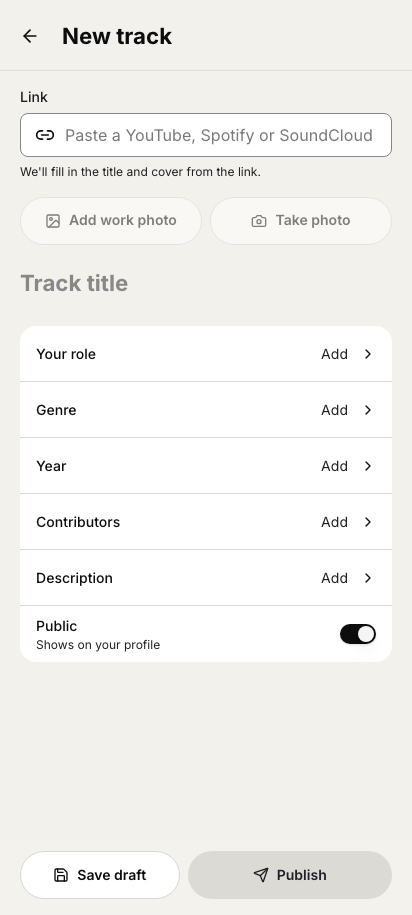 New track
Link
Paste a YouTube, Spotify or SoundCloud
We'll fill in the title and cover from the link.
Add work photo
Take photo
Track title
Your role Add
Genre Add
Year Add
Contributors Add
Description Add
Public
Shows on your profile
Save draft
Publish